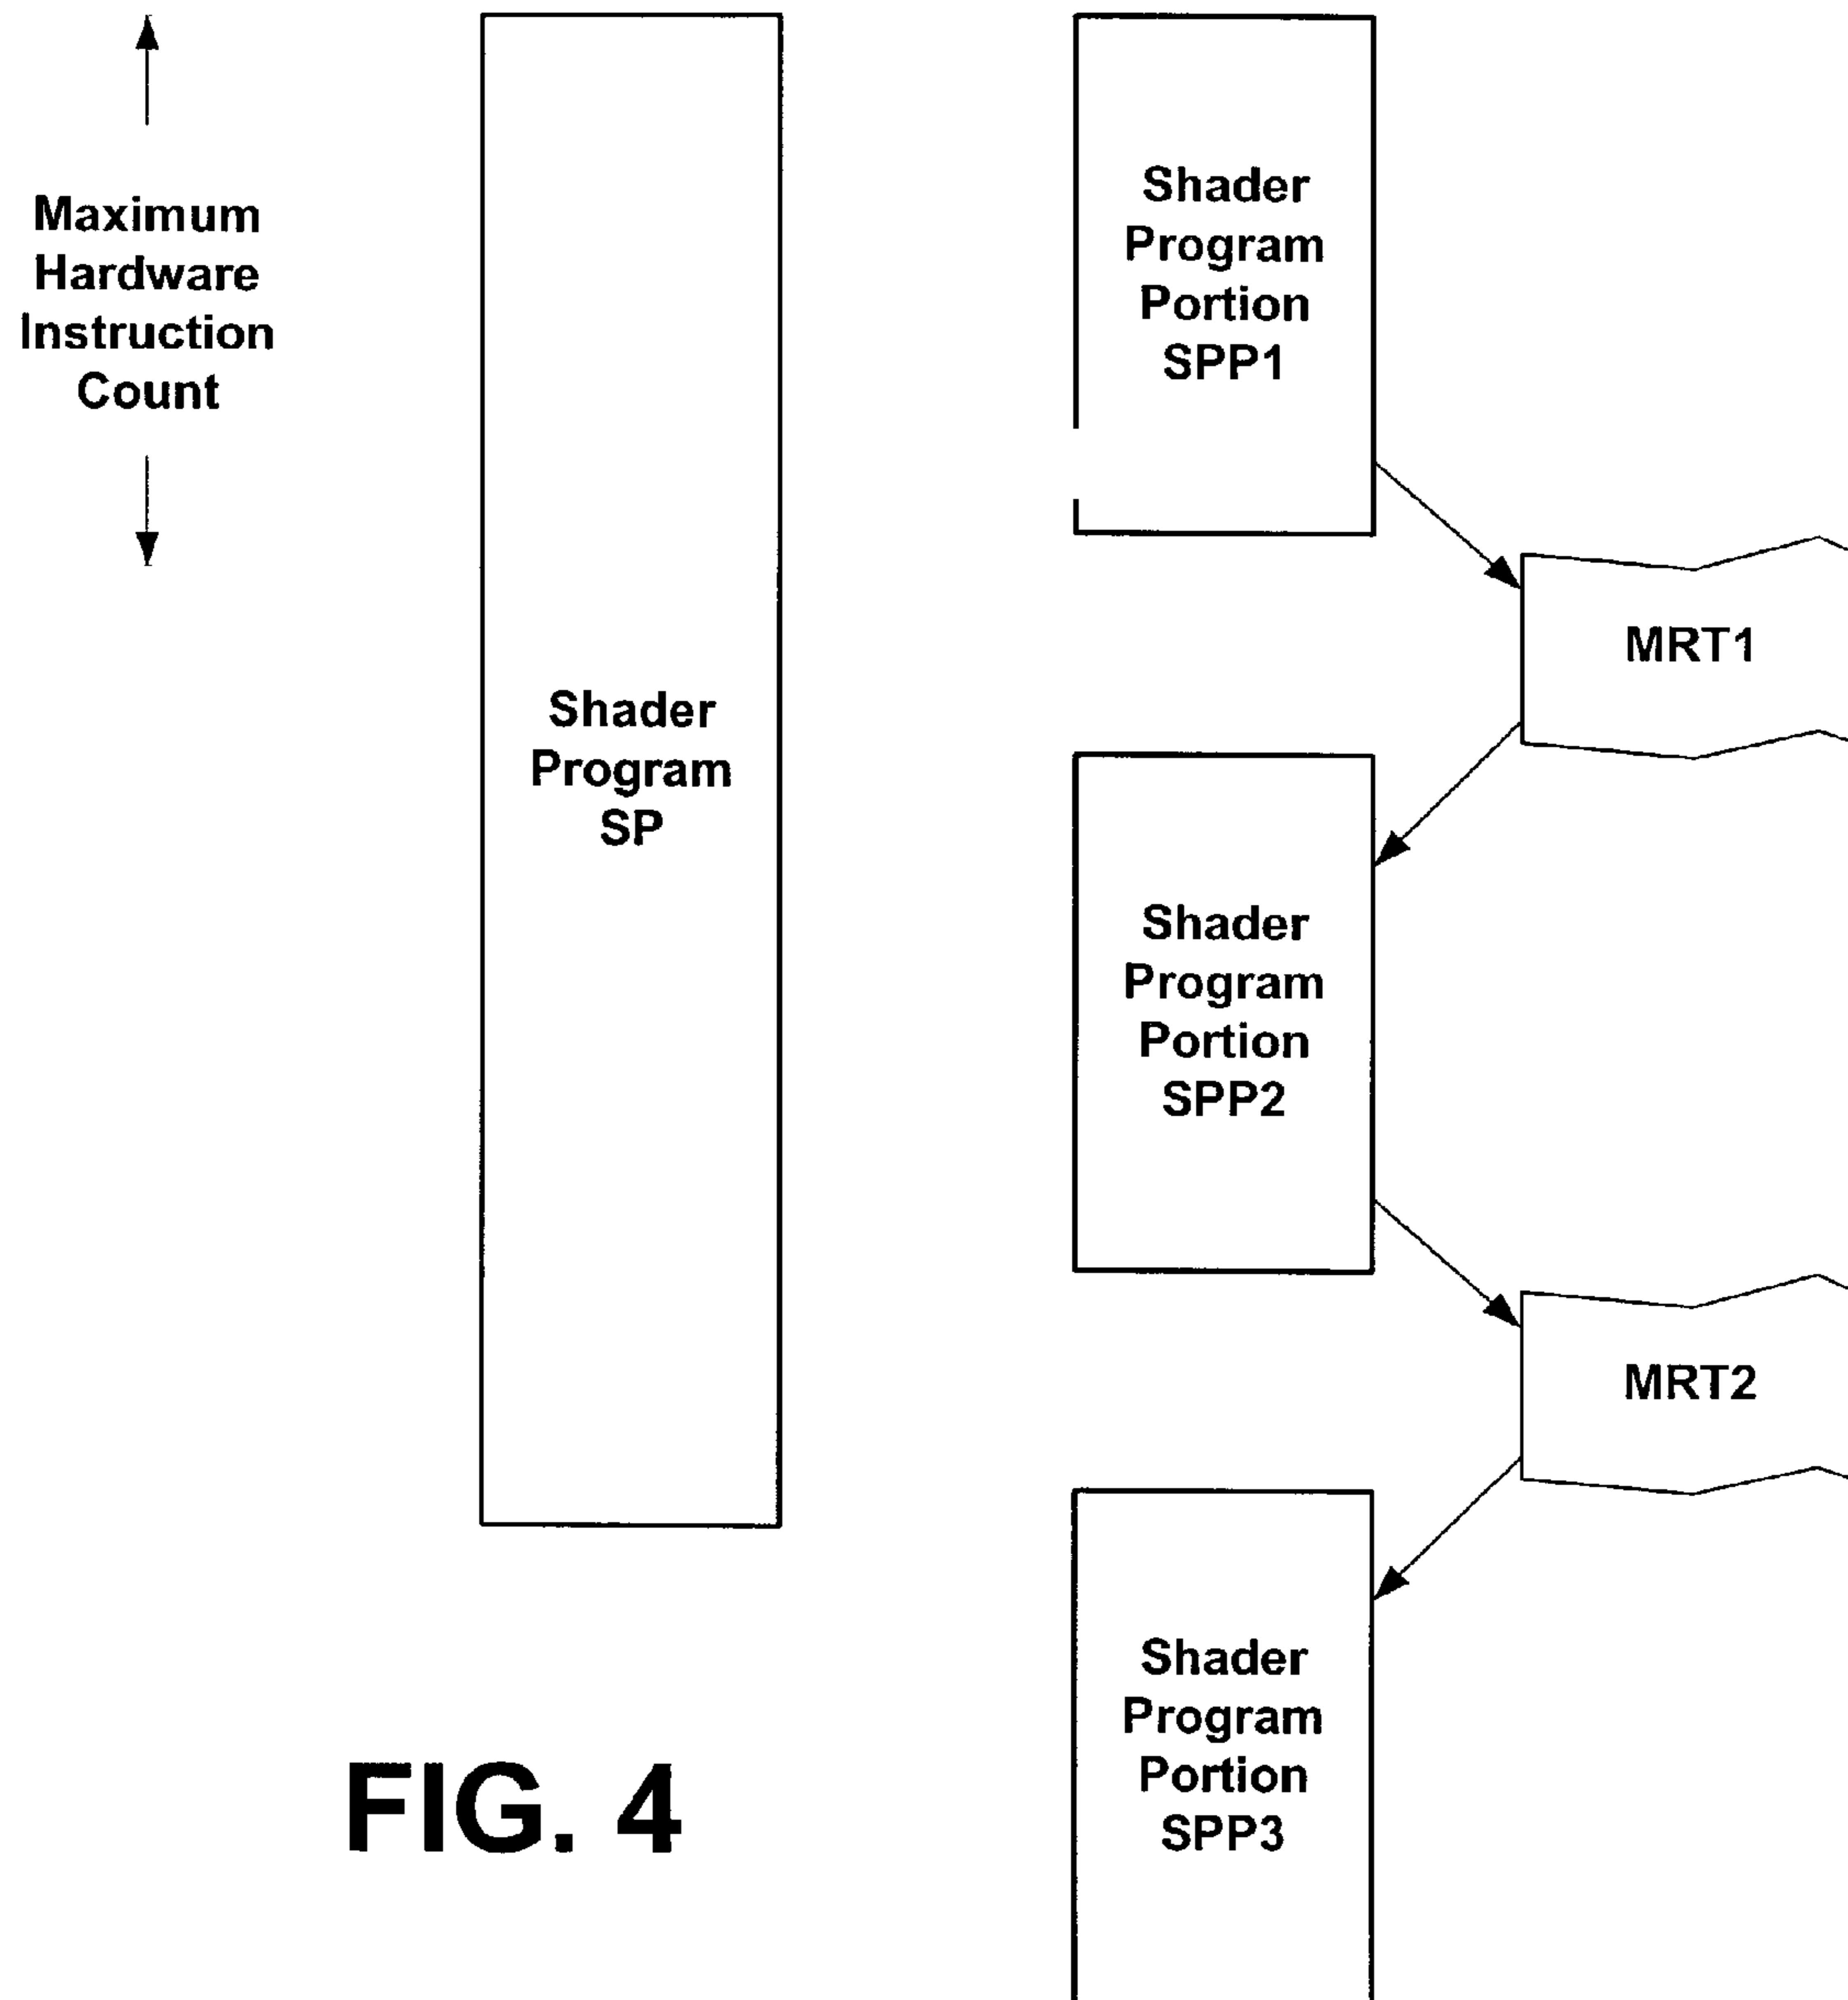 Maximum
Hardware
Instruction
Count
Shader
Program
SP
Shader
Program
Portion
SPP1
MRT1
Shader
Program
Portion
SPP2
MRT2
Shader
Program
Portion
SPP3
FIG. 4